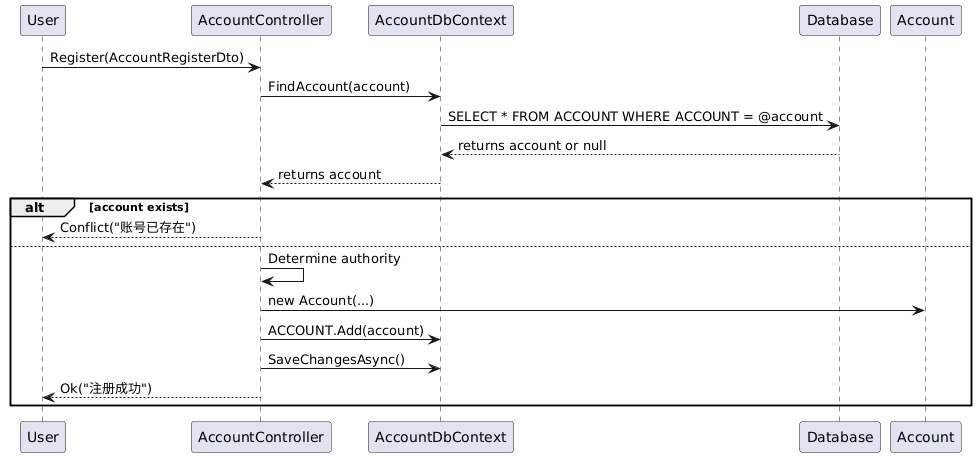 User AccountController AccountDbContext Database Account
Register(AccountRegisterDto)
FindAccount(account)
SELECT * FROM ACCOUNT WHERE ACCOUNT = @account
returns account or null
returns account
alt [account exists]
Conflict("账号已存在")
Determine authority
new Account(...)
ACCOUNT.Add(account)
SaveChangesAsync()
Ok("注册成功")
User AccountController AccountDbContext Database Account